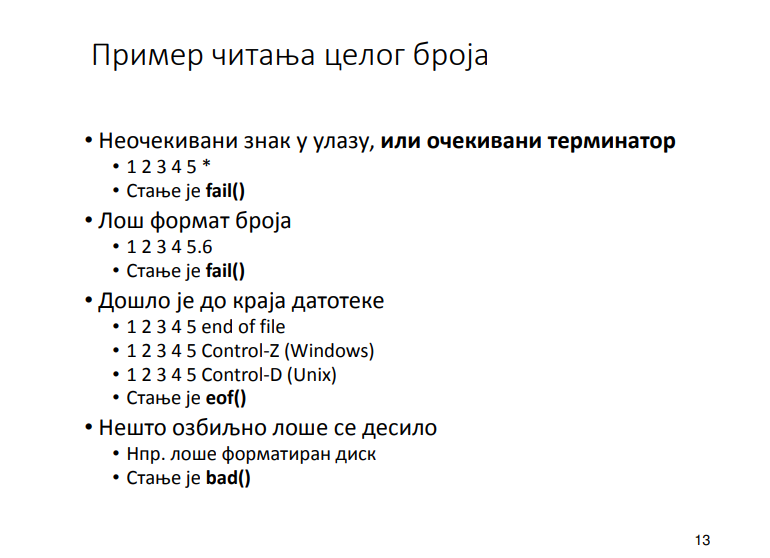 Пример читања целог броја
• Неочекивани знак у улазу, или очекивани терминатор
• 1 2 3 4 5 *
• Стање је fail()
• Лош формат броја
• 1 2 3 4 5.6
• Стање је fail()
• Дошло је до краја датотеке
• 1 2 3 4 5 end of file
• 1 2 3 4 5 Control-Z (Windows)
• 1 2 3 4 5 Control-D (Unix)
• Стање је eof()
• Нешто озбиљно лоше се десило
• Нпр. лоше форматиран диск
• Стање је bad()
13